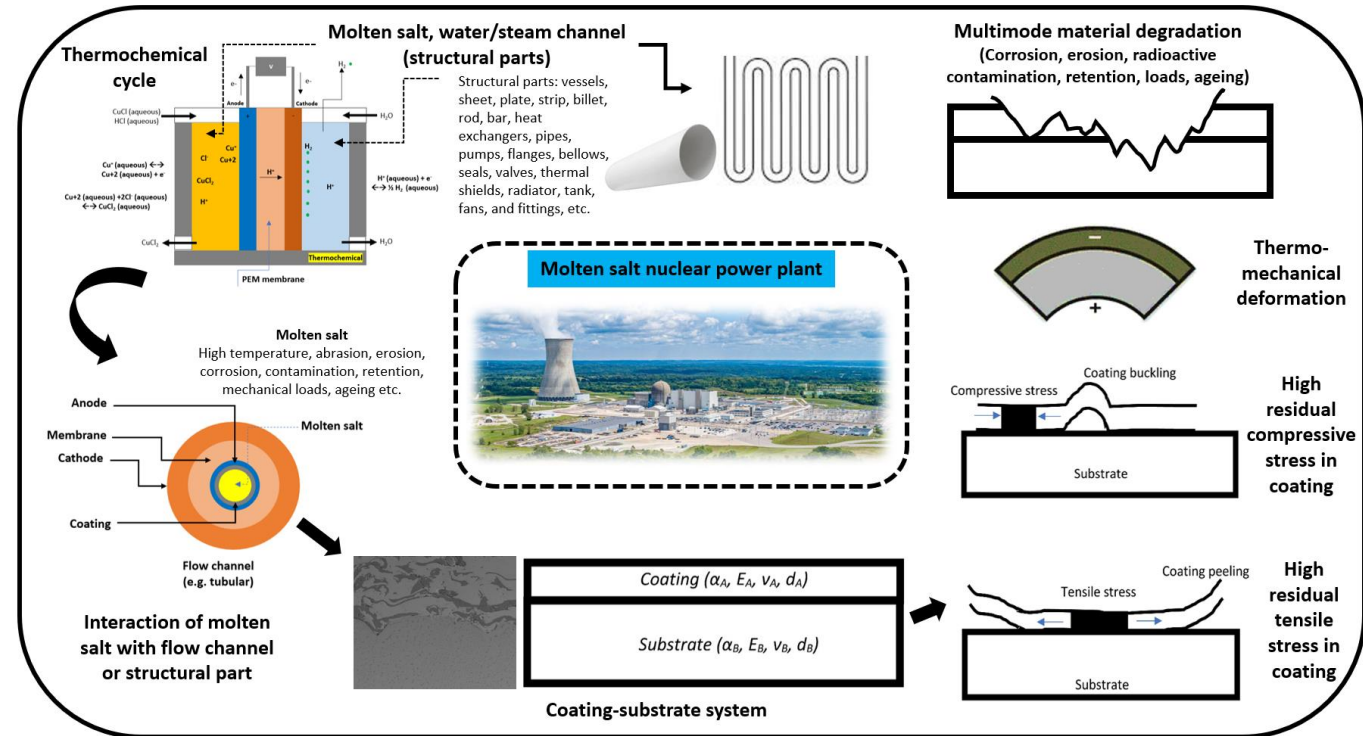 Thermochemical
cycle
V
e-
e-
Anode
Cathode
H2
CuCl (aqueous)
HCl (aqueous)
H2O
Cu+
Cl-
Cu+2
CuCl2
H+
H+
H2
H+
Cu+ (aqueous) <-->
Cu+2 (aqueous) + e-
Cu+2 (aqueous) +2Cl- (aqueous)
<--> CuCl2 (aqueous)
H+ (aqueous) + e-
<--> ½ H2 (aqueous)
CuCl2
H2O
Thermochemical
PEM membrane
Molten salt, water/steam channel
(structural parts)
Structural parts: vessels,
sheet, plate, strip, billet,
rod, bar, heat
exchangers, pipes,
pumps, flanges, bellows,
seals, valves, thermal
shields, radiator, tank,
fans, and fittings, etc.
Multimode material degradation
(Corrosion, erosion, radioactive
contamination, retention, loads, ageing)
Molten salt nuclear power plant
−
+
Thermo-
mechanical
deformation
Molten salt
High temperature, abrasion, erosion,
corrosion, contamination, retention,
mechanical loads, ageing etc.
Anode
Membrane
Cathode
Coating
Molten salt
Flow channel
(e.g. tubular)
Interaction of molten
salt with flow channel
or structural part
Coating (αA, EA, νA, dA)
Substrate (αB, EB, νB, dB)
Coating-substrate system
Compressive stress
Coating buckling
Substrate
High
residual
compressive
stress in
coating
Tensile stress
Coating peeling
Substrate
High
residual
tensile
stress in
coating